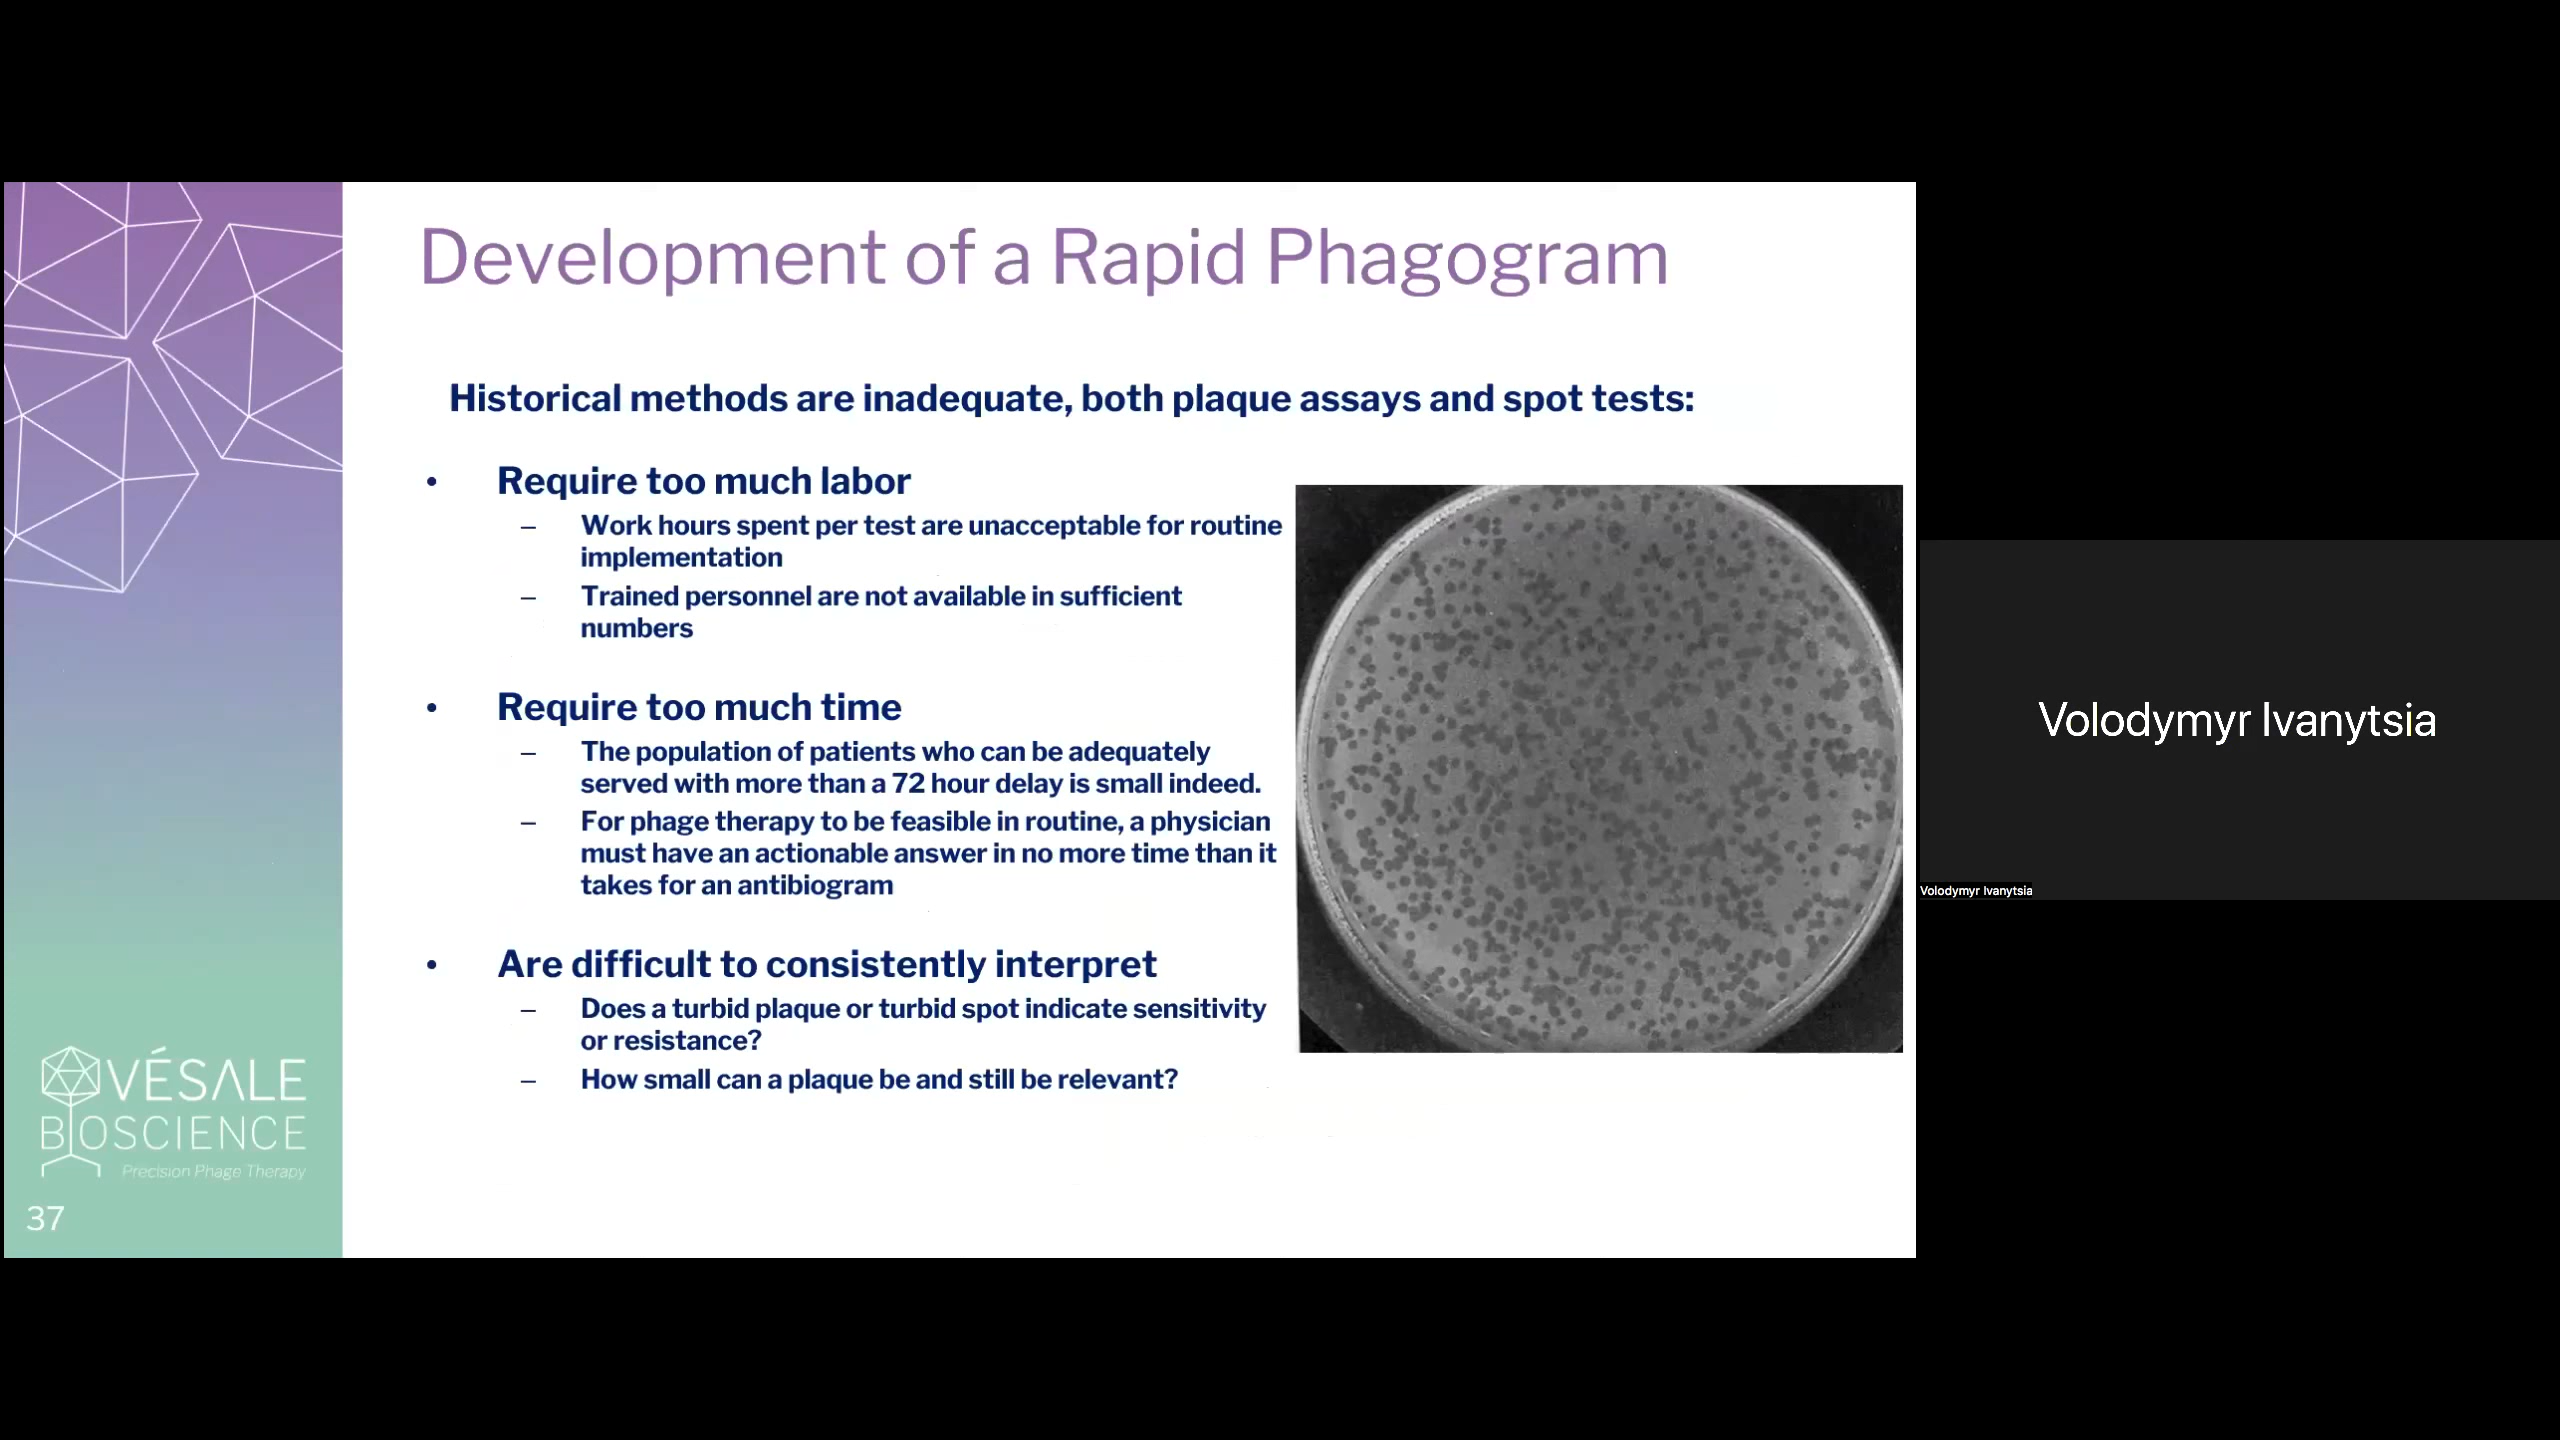 Development of a Rapid Phagogram
Historical methods are inadequate, both plaque assays and spot tests:
• Require too much labor
– Work hours spent per test are unacceptable for routine
implementation
– Trained personnel are not available in sufficient
numbers
• Require too much time
– The population of patients who can be adequately
served with more than a 72 hour delay is small indeed.
– For phage therapy to be feasible in routine, a physician
must have an actionable answer in no more time than it
takes for an antibiogram
• Are difficult to consistently interpret
– Does a turbid plaque or turbid spot indicate sensitivity
or resistance?
– How small can a plaque be and still be relevant?
VÉSALE
BIOSCIENCE
Precision Phage Therapy
37
Volodymyr Ivanytsia
Volodymyr Ivanytsia